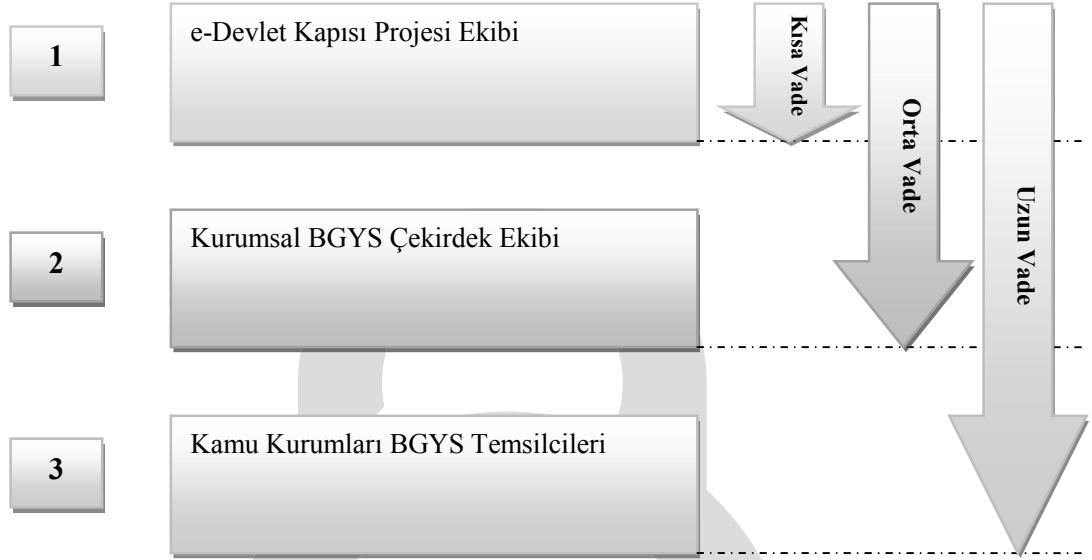 1
e-Devlet Kapısı Projesi Ekibi
Kısa Vade
Orta Vade
Uzun Vade
2
Kurumsal BGYS Çekirdek Ekibi
3
Kamu Kurumları BGYS Temsilcileri